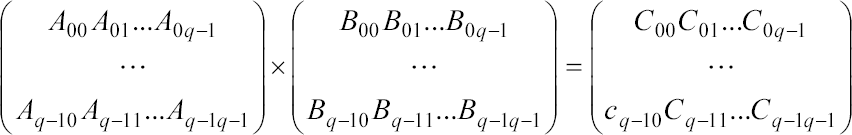 A₀₀ A₀₁...A₀q₋₁ B₀₀ B₀₁...B₀q₋₁ C₀₀ C₀₁...C₀q₋₁
... × ... = ...
Aq₋₁₀ Aq₋₁₁...Aq₋₁q₋₁ Bq₋₁₀ Bq₋₁₁...Bq₋₁q₋₁ cq₋₁₀ Cq₋₁₁...Cq₋₁q₋₁